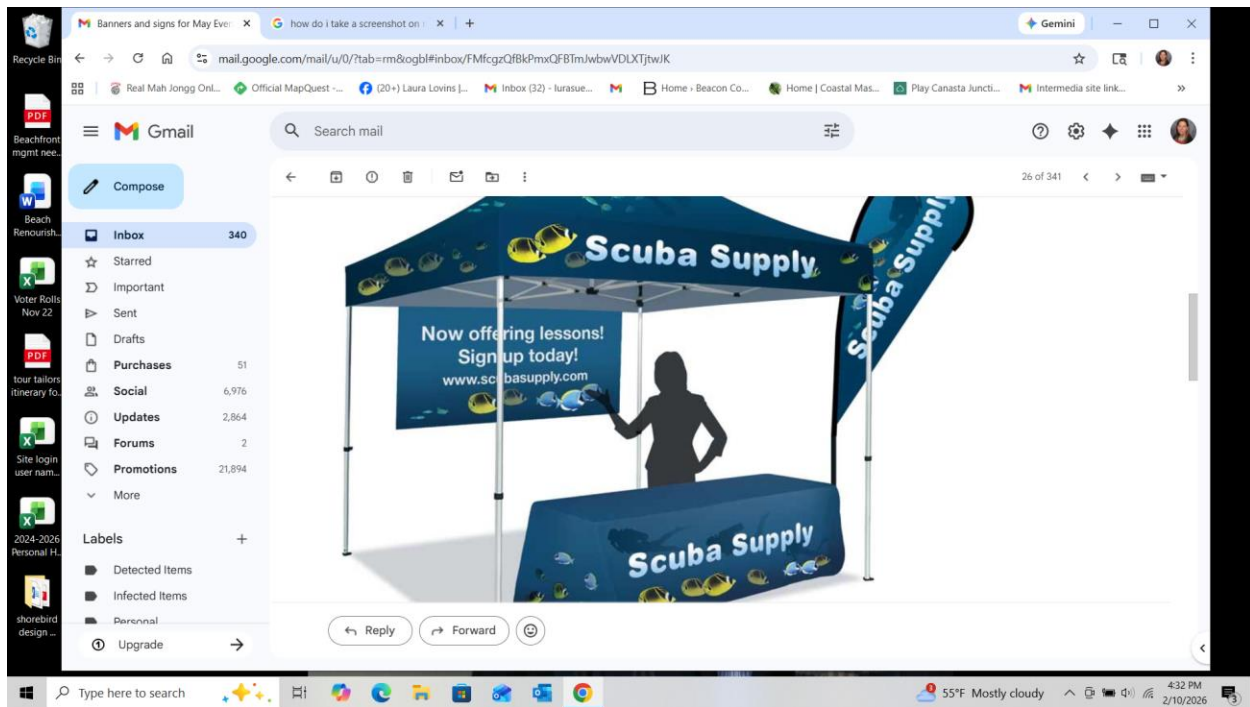 Recycle Bin
Beachfront mgmt nee...
Beach Renourish...
Voter Rolls Nov 22
tour tailors itinerary fo...
Site login user nam...
2024-2026 Personal H...
shorebird design ...
Banners and signs for May Even
how do i take a screenshot on
Gemini
mail.google.com/mail/u/0/?tab=rm&ogbl#inbox/FMfcgzQfBkPmxQFBTmJwbwVDLXTjtwJK
Real Mah Jongg Onl...
Official MapQuest -...
(20+) Laura Lovins |...
Inbox (32) - lurasue...
Home › Beacon Co...
Home | Coastal Mas...
Play Canasta Juncti...
Intermedia site link...
Gmail
Search mail
Compose
26 of 341
Inbox 340
Starred
Important
Sent
Drafts
Purchases 51
Social 6,976
Updates 2,864
Forums 2
Promotions 21,894
More
Labels
Detected Items
Infected Items
Personal
Upgrade
Scuba Supply
Scuba Supply
Now offering lessons!
Sign up today!
www.scubasupply.com
Scuba Supply
Reply
Forward
Type here to search
55°F Mostly cloudy
4:32 PM
2/10/2026
3